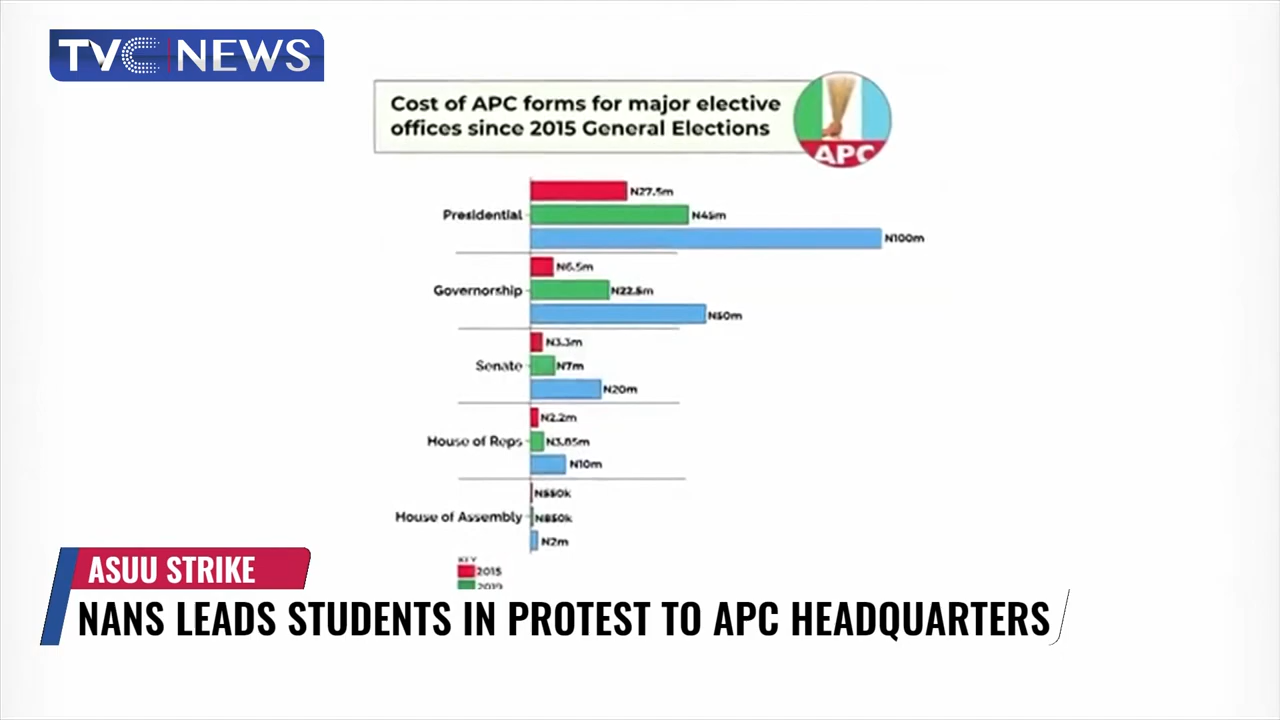 TVC NEWS
Cost of APC forms for major elective
offices since 2015 General Elections
APC
N27.5m
Presidential
N45m
N100m
N6.5m
Governorship
N22.5m
N50m
N3.3m
Senate
N7m
N20m
N2.2m
House of Reps
N3.85m
N10m
N550k
House of Assembly
N850k
N2m
KEY
2015
2019
ASUU STRIKE
NANS LEADS STUDENTS IN PROTEST TO APC HEADQUARTERS